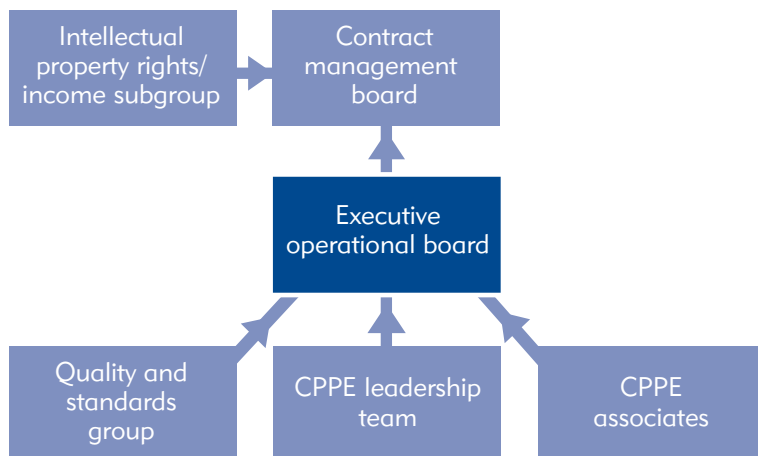 Intellectual
property rights/
income subgroup
Contract
management
board
Executive
operational board
Quality and
standards
group
CPPE leadership
team
CPPE
associates